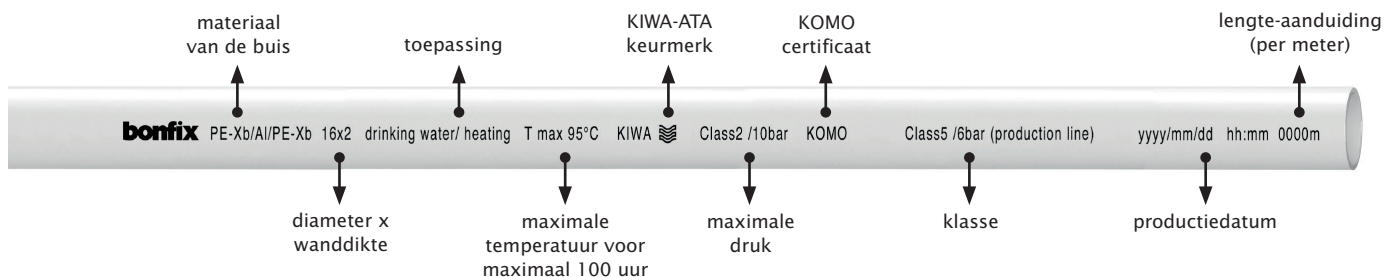 materiaal
van de buis
toepassing
KIWA-ATA
keurmerk
KOMO
certificaat
lengte-aanduiding
(per meter)
bonfix PE-Xb/Al/PE-Xb 16x2 drinking water/ heating T max 95°C KIWA Class2 /10bar KOMO Class5 /6bar (production line) yyyy/mm/dd hh:mm 0000m
diameter x
wanddikte
maximale
temperatuur voor
maximaal 100 uur
maximale
druk
klasse
productiedatum